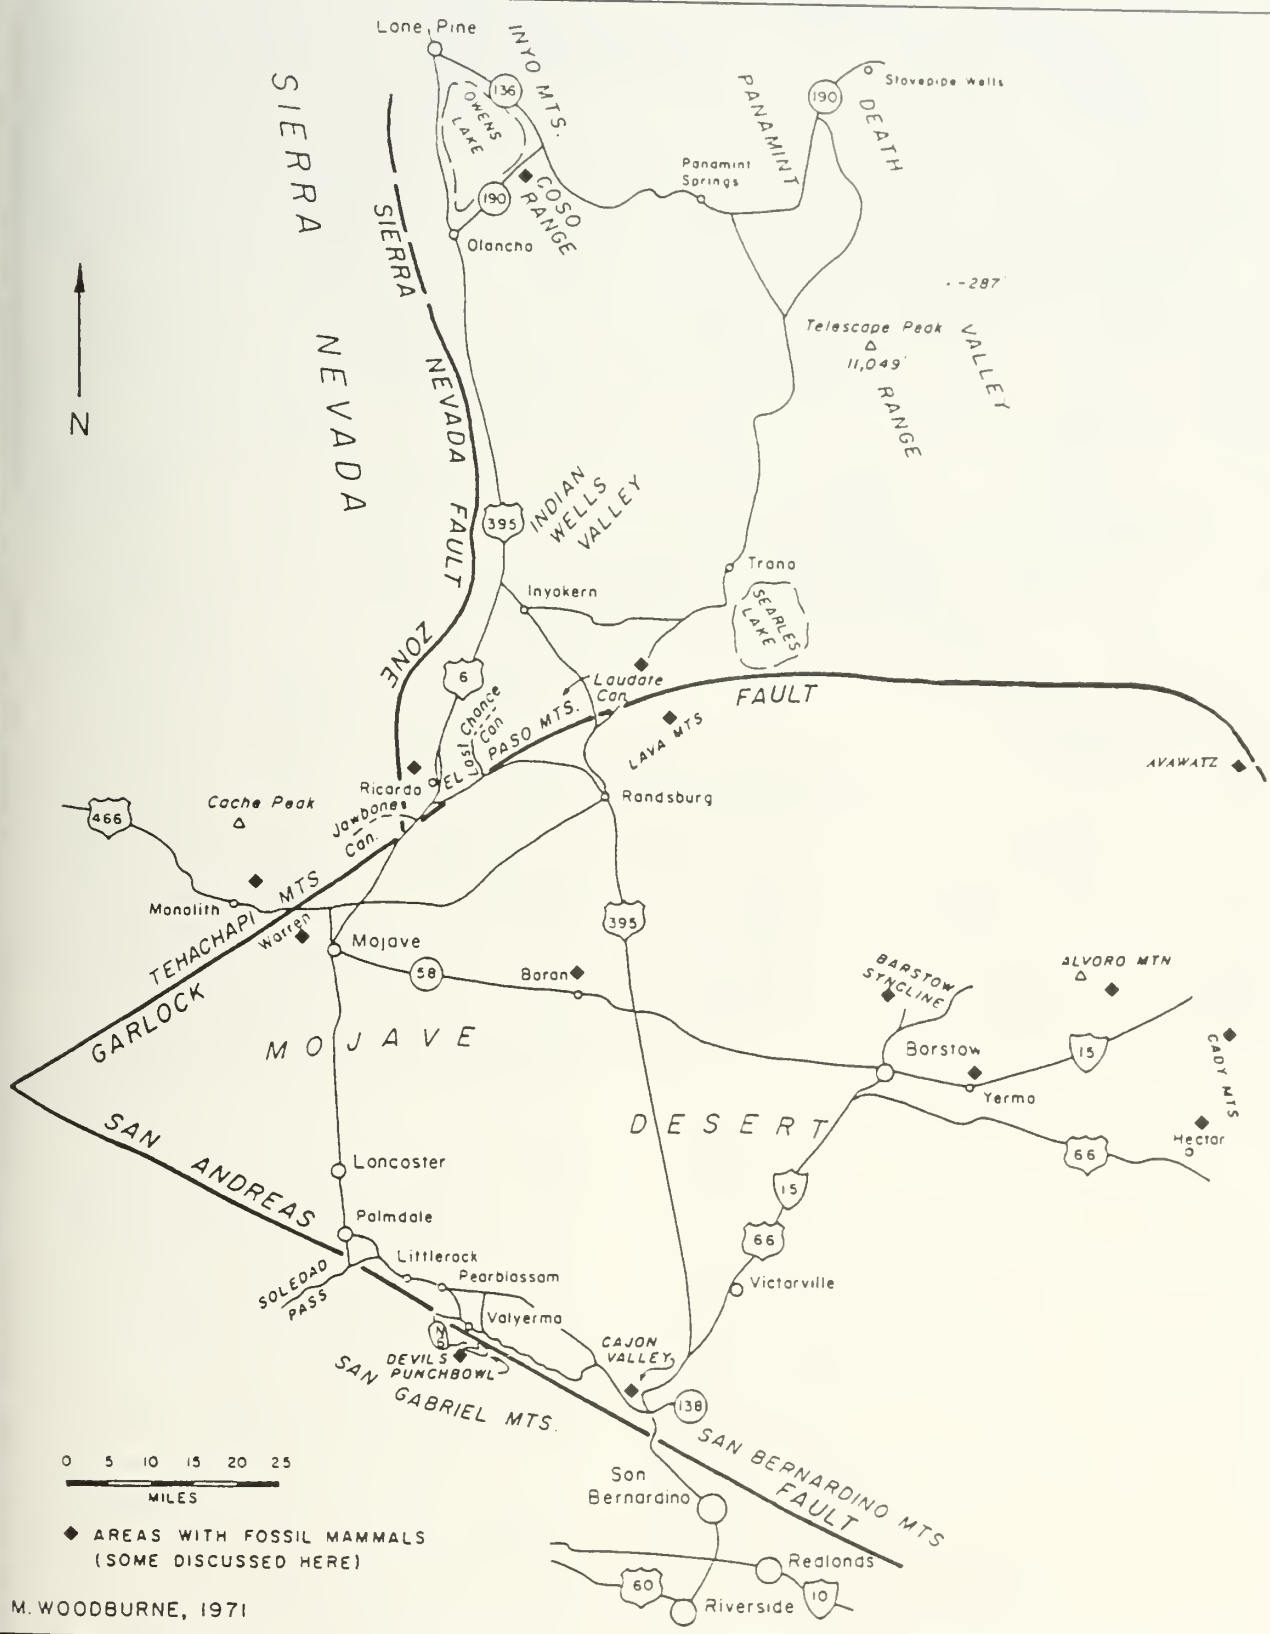 Lone Pine
INYO MTS.
136
OWENS
LAKE
190
COSO
RANGE
Olancha
SIERRA
NEVADA
SIERRA
NEVADA
FAULT
ZONE
N
PANAMINT
RANGE
190
Stovepipe Wells
DEATH
VALLEY
Panamint
Springs
-287'
Telescope Peak
11,049'
395
INDIAN
WELLS
VALLEY
Inyokern
Trona
SEARLES
LAKE
6
Laudate
Can
Last
Chance
Can
EL PASO MTS.
FAULT
LAVA MTS
AVAWATZ
Ricardo
Jawbone
Can.
Randsburg
Cache Peak
466
Monolith
TEHACHAPI MTS
Warren
GARLOCK
Mojave
58
Boron
395
BARSTOW
SYNCLINE
ALVORO MTN
MOJAVE
DESERT
Barstow
15
Yermo
CADY MTS
Hector
66
15
66
SAN
ANDREAS
Lancaster
Palmdale
Littlerock
Pearblossom
Valyermo
SOLEDAD
PASS
N6
DEVILS
PUNCHBOWL
SAN
GABRIEL MTS.
Victorville
CAJON
VALLEY
138
SAN BERNARDINO MTS
FAULT
San
Bernardino
Redlands
60
10
Riverside
0 5 10 15 20 25
MILES
AREAS WITH FOSSIL MAMMALS
(SOME DISCUSSED HERE)
M. WOODBURNE, 1971